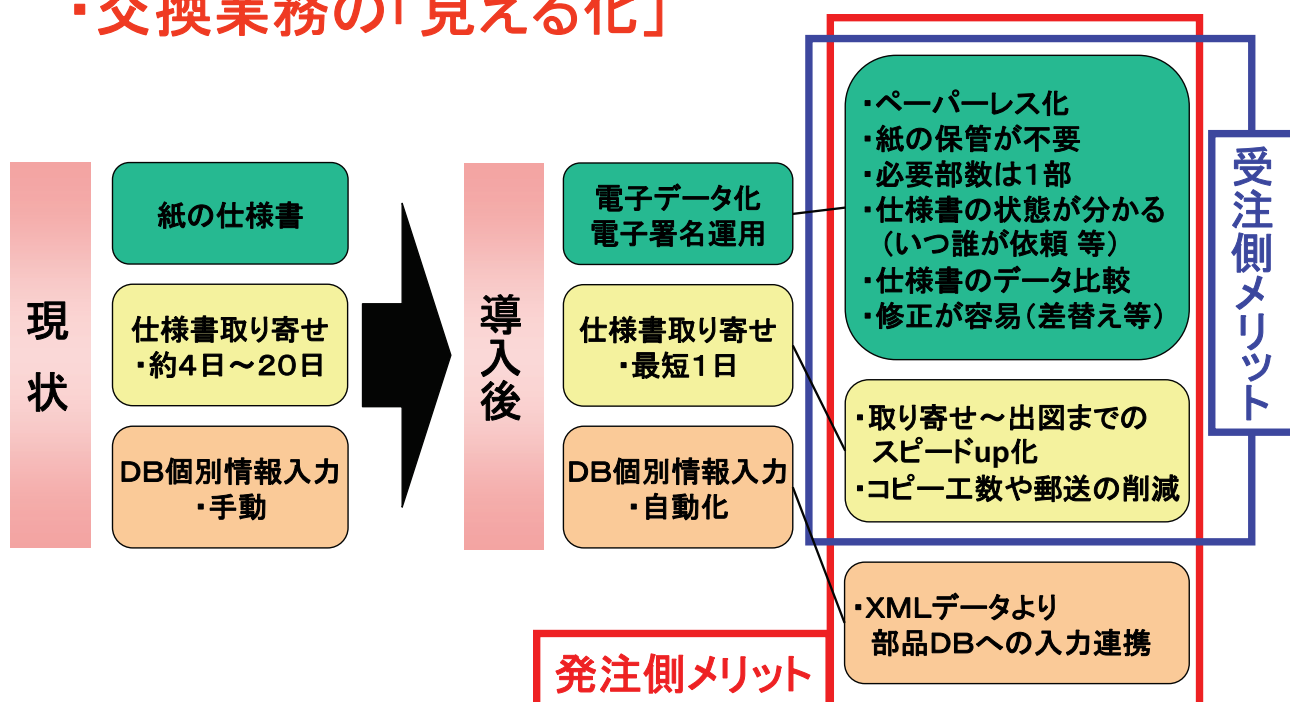 ・交換業務の「見える化」
現状
紙の仕様書
仕様書取り寄せ
・約4日～20日
DB個別情報入力
・手動
導入後
電子データ化
電子署名運用
仕様書取り寄せ
・最短1日
DB個別情報入力
・自動化
・ペーパーレス化
・紙の保管が不要
・必要部数は1部
・仕様書の状態が分かる
（いつ誰が依頼 等）
・仕様書のデータ比較
・修正が容易（差替え等）
・取り寄せ～出図までの
スピードup化
・コピー工数や郵送の削減
・XMLデータより
部品DBへの入力連携
受注側メリット
発注側メリット